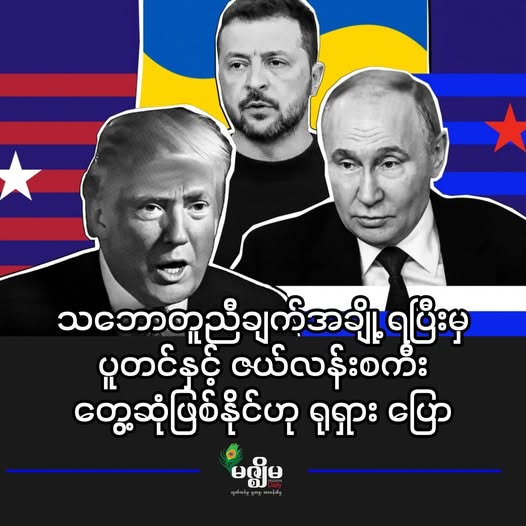 သဘောတူညီချက်အချို့ရပြီးမှ
ပူတင်နှင့် ဇယ်လန်းစကီး
တွေ့ဆုံဖြစ်နိုင်ဟု ရုရှား ပြော
မဇ္ဈိမ
Daily